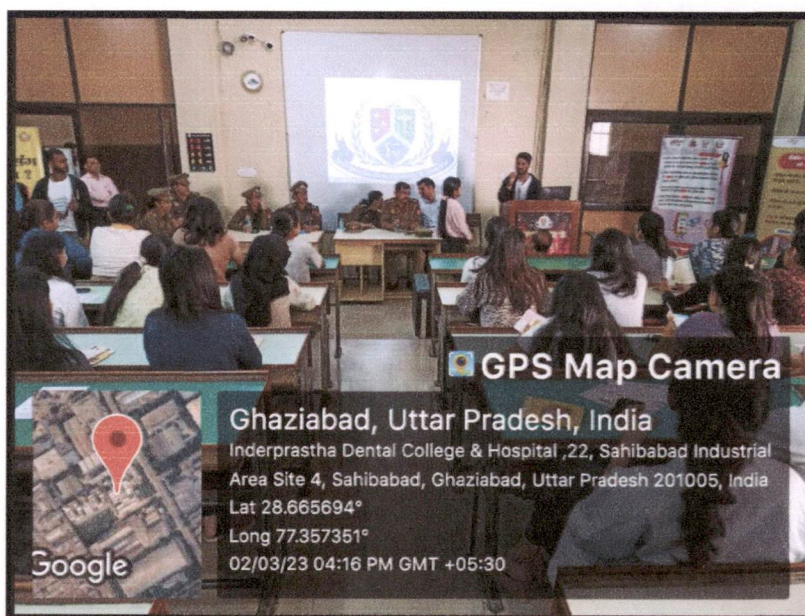 GPS Map Camera
Ghaziabad, Uttar Pradesh, India
Inderprastha Dental College & Hospital ,22, Sahibabad Industrial
Area Site 4, Sahibabad, Ghaziabad, Uttar Pradesh 201005, India
Lat 28.665694°
Long 77.357351°
02/03/23 04:16 PM GMT +05:30
Google